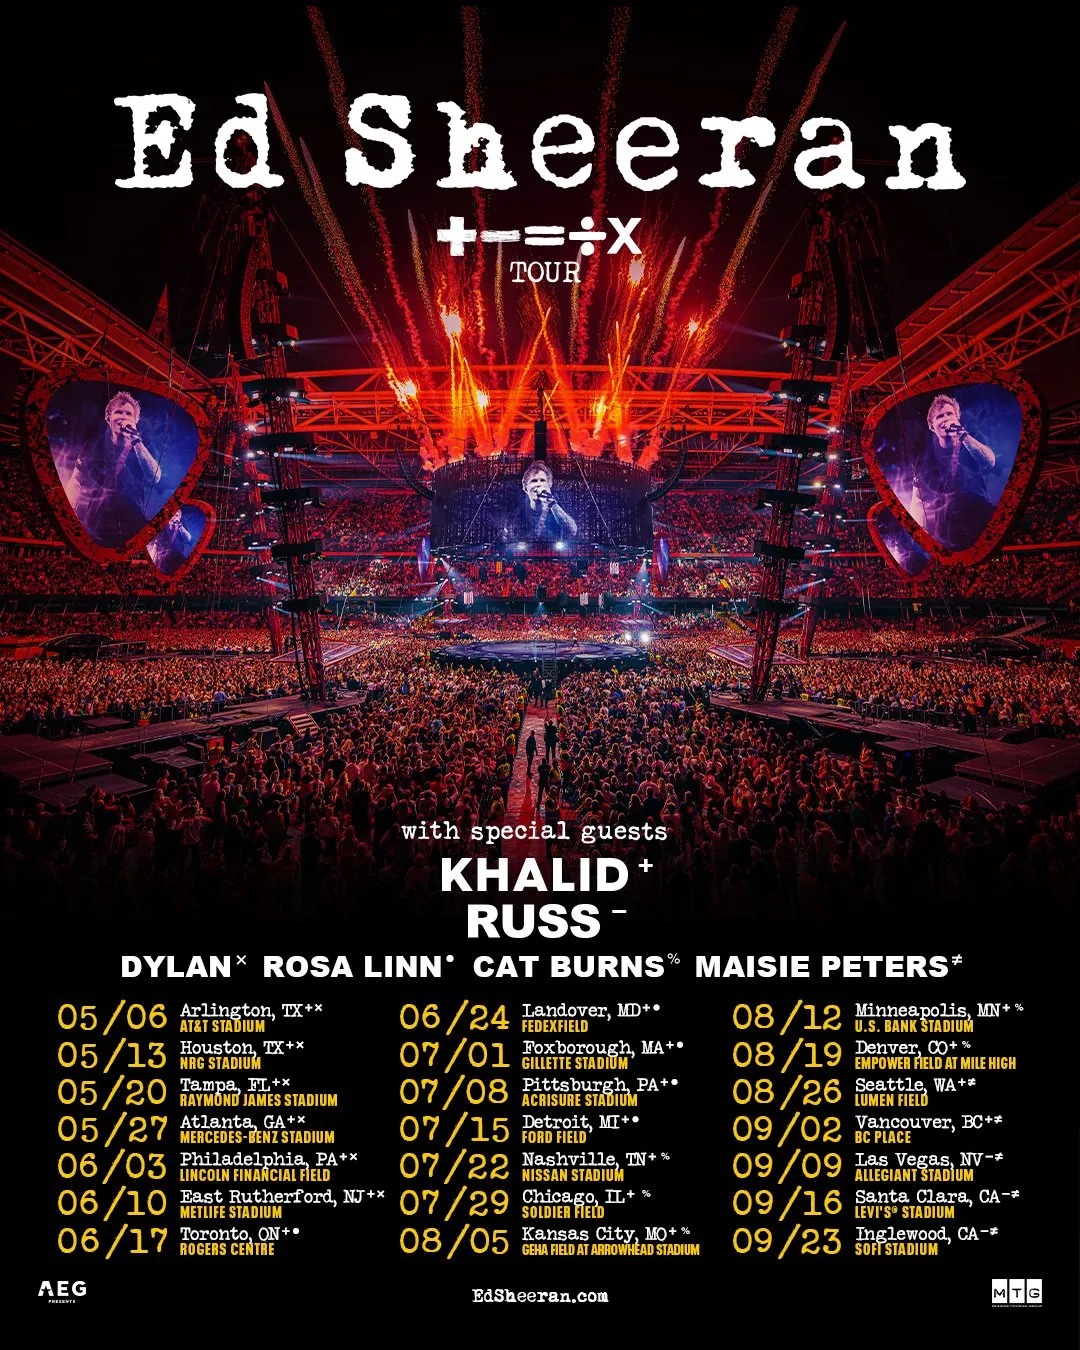 Ed Sheeran
+-=÷x
TOUR
with special guests
KHALID +
RUSS -
DYLAN× ROSA LINN• CAT BURNS% MAISIE PETERS≠
05/06 Arlington, TX+×
AT&T STADIUM
05/13 Houston, TX+×
NRG STADIUM
05/20 Tampa, FL+×
RAYMOND JAMES STADIUM
05/27 Atlanta, GA+×
MERCEDES-BENZ STADIUM
06/03 Philadelphia, PA+×
LINCOLN FINANCIAL FIELD
06/10 East Rutherford, NJ+×
METLIFE STADIUM
06/17 Toronto, ON+•
ROGERS CENTRE
06/24 Landover, MD+•
FEDEXFIELD
07/01 Foxborough, MA+•
GILLETTE STADIUM
07/08 Pittsburgh, PA+•
ACRISURE STADIUM
07/15 Detroit, MI+•
FORD FIELD
07/22 Nashville, TN+%
NISSAN STADIUM
07/29 Chicago, IL+ %
SOLDIER FIELD
08/05 Kansas City, MO+%
GEHA FIELD AT ARROWHEAD STADIUM
08/12 Minneapolis, MN+ %
U.S. BANK STADIUM
08/19 Denver, CO+ %
EMPOWER FIELD AT MILE HIGH
08/26 Seattle, WA+≠
LUMEN FIELD
09/02 Vancouver, BC+≠
BC PLACE
09/09 Las Vegas, NV-≠
ALLEGIANT STADIUM
09/16 Santa Clara, CA-≠
LEVI'S® STADIUM
09/23 Inglewood, CA-≠
SOFI STADIUM
AEG
PRESENTS
EdSheeran.com
MTG